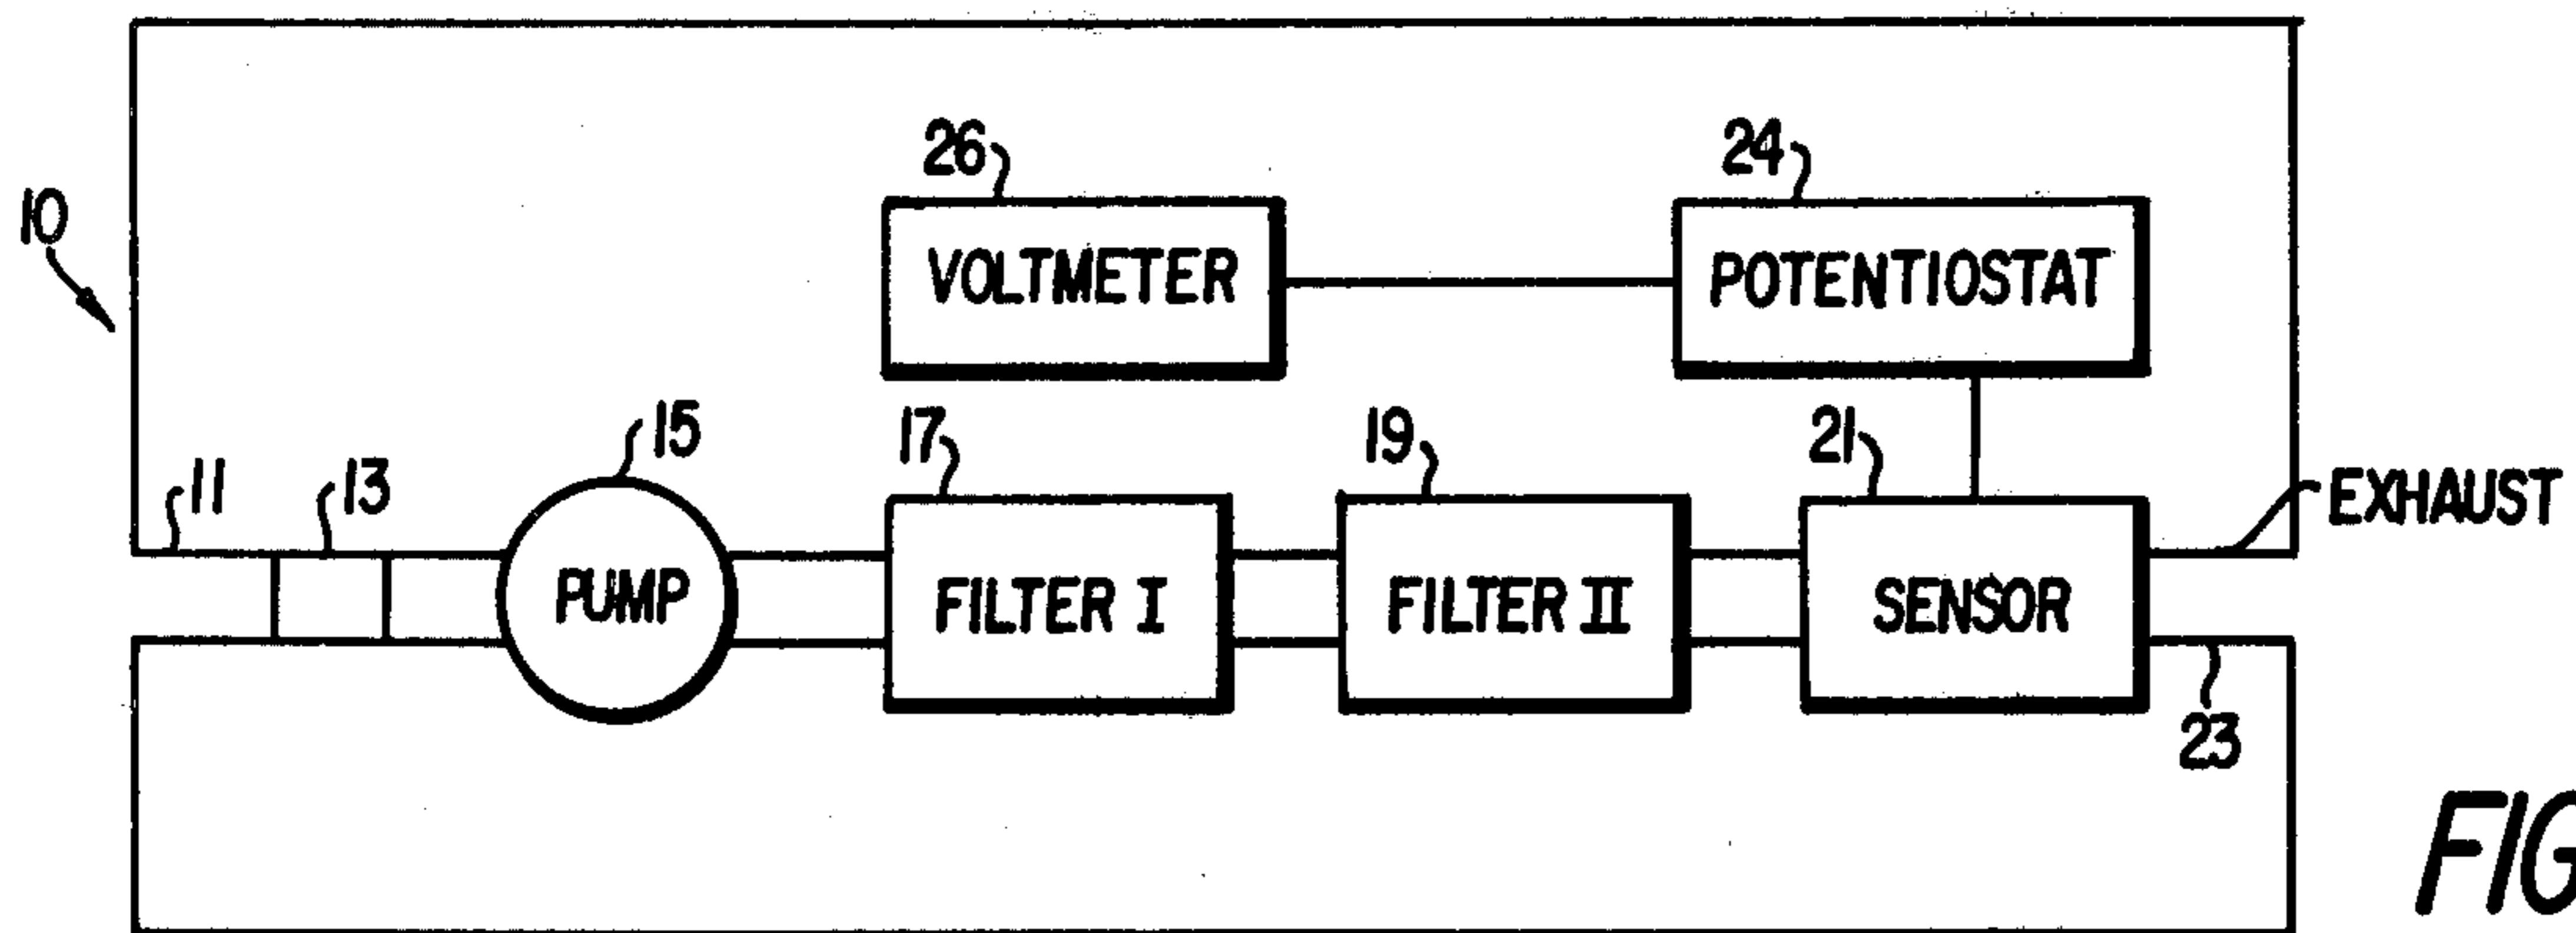 26
24
10
VOLTMETER
POTENTIOSTAT
15
17
19
21
11
13
EXHAUST
PUMP
FILTER I
FILTER II
SENSOR
23
FIG